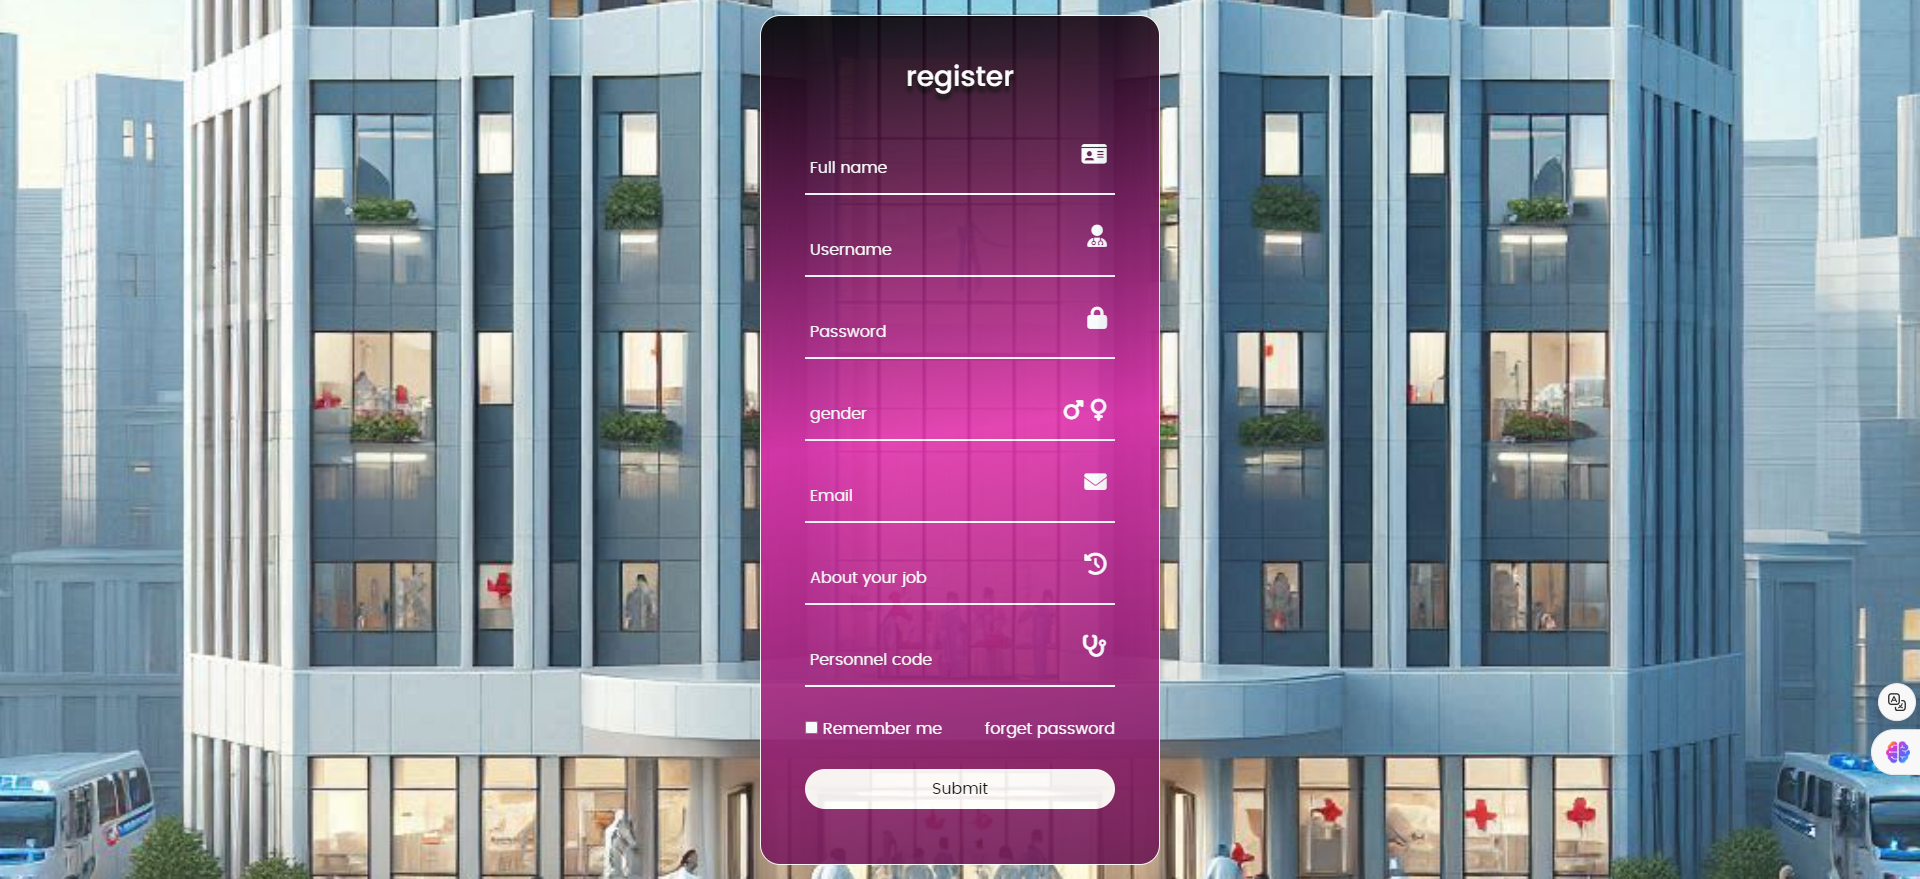 register
Full name
Username
Password
gender
Email
About your job
Personnel code
Remember me forget password
Submit